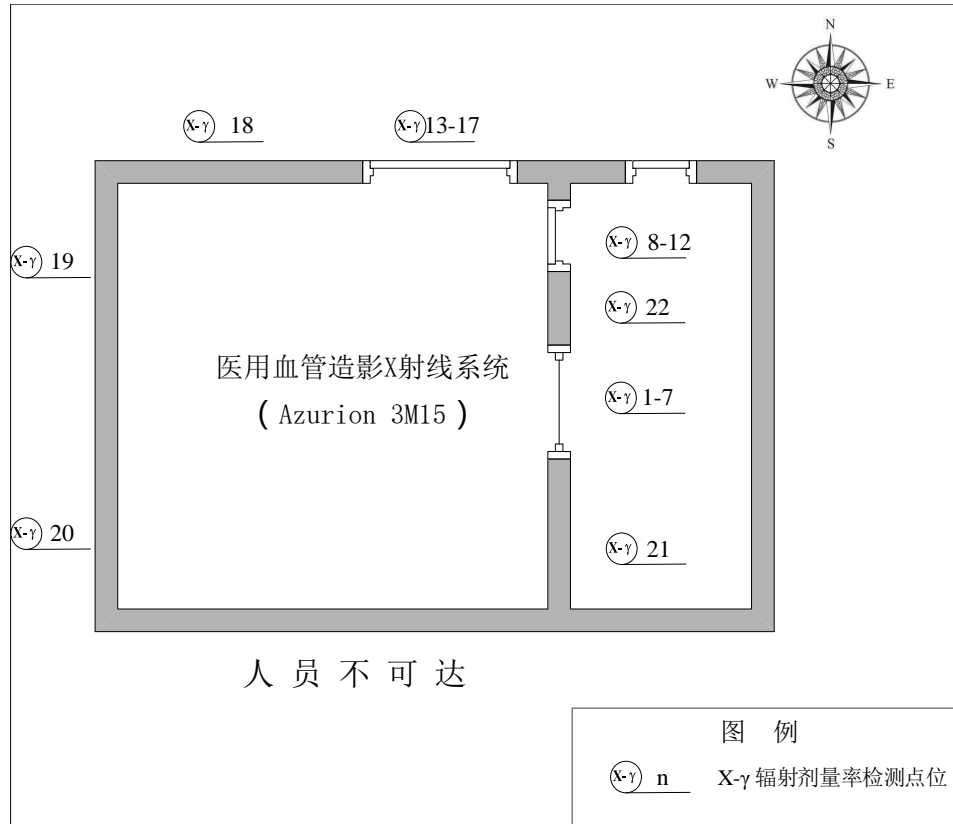 N
W E
S
X-γ 18
X-γ 13-17
X-γ 19
X-γ 8-12
X-γ 22
医用血管造影X射线系统
(Azurion 3M15)
X-γ 1-7
X-γ 20
X-γ 21
人员不可达
图 例
X-γ n X-γ 辐射剂量率检测点位